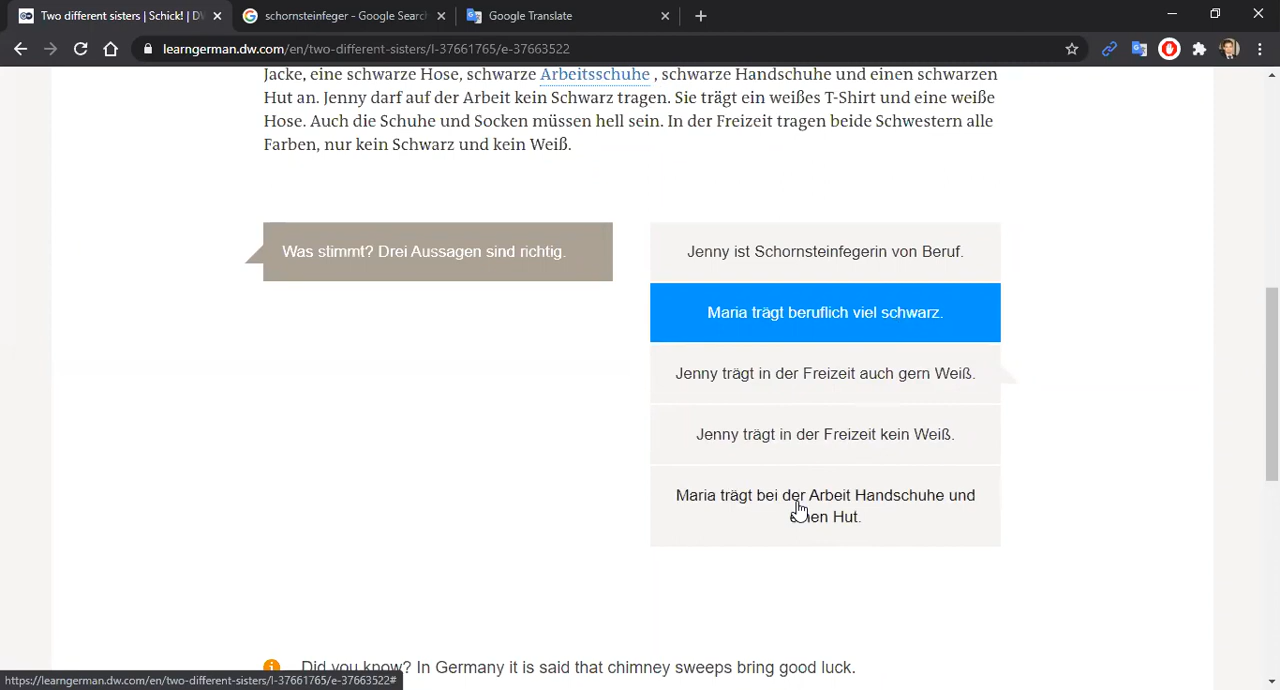 Two different sisters | Schick! | D
schornsteinfeger - Google Searc
Google Translate
learngerman.dw.com/en/two-different-sisters/l-37661765/e-37663522
Jacke, eine schwarze Hose, schwarze Arbeitsschuhe , schwarze Handschuhe und einen schwarzen
Hut an. Jenny darf auf der Arbeit kein Schwarz tragen. Sie trägt ein weißes T-Shirt und eine weiße
Hose. Auch die Schuhe und Socken müssen hell sein. In der Freizeit tragen beide Schwestern alle
Farben, nur kein Schwarz und kein Weiß.
Was stimmt? Drei Aussagen sind richtig.
Jenny ist Schornsteinfegerin von Beruf.
Maria trägt beruflich viel schwarz.
Jenny trägt in der Freizeit auch gern Weiß.
Jenny trägt in der Freizeit kein Weiß.
Maria trägt bei der Arbeit Handschuhe und
einen Hut.
Did you know? In Germany it is said that chimney sweeps bring good luck.
https://learngerman.dw.com/en/two-different-sisters/l-37661765/e-37663522#